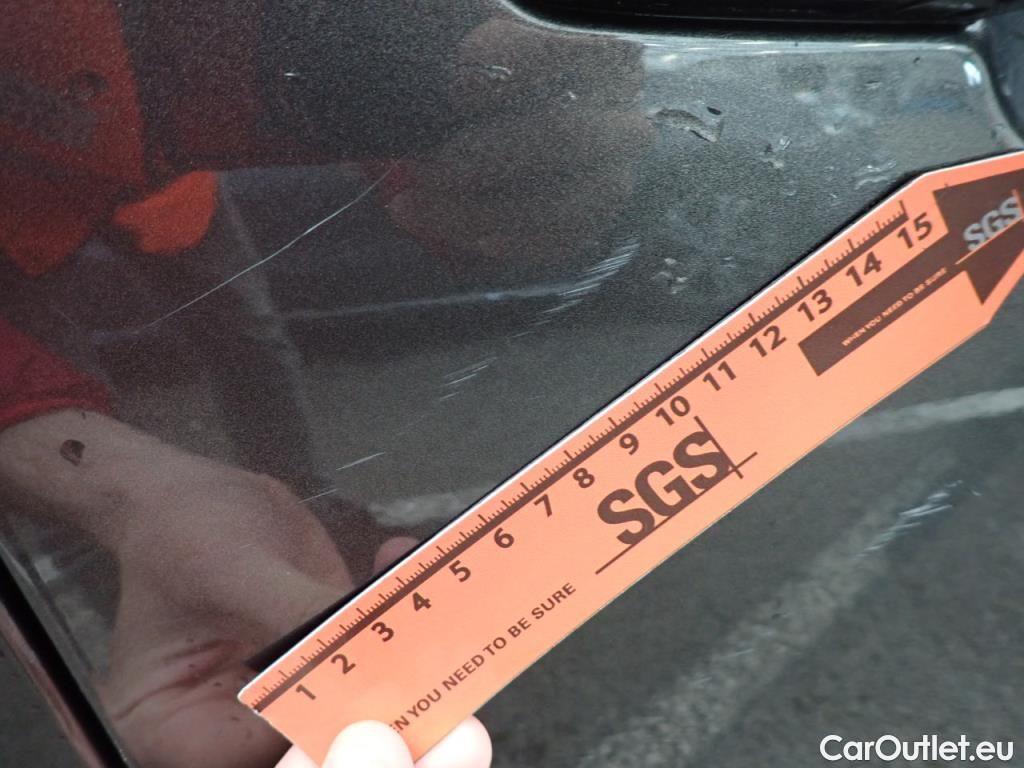 SGS
WHEN YOU NEED TO BE SURE
1 2 3 4 5 6 7 8 9 10 11 12 13 14 15
SGS
EN YOU NEED TO BE SURE
CarOutlet.eu